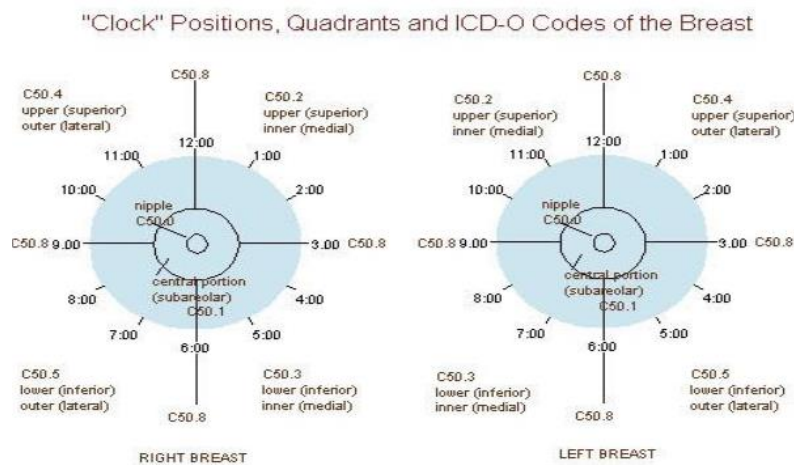 "Clock" Positions, Quadrants and ICD-O Codes of the Breast
C50.8
C50.4
upper (superior)
outer (lateral)
C50.2
upper (superior)
inner (medial)
12:00
11:00
1:00
10:00
2:00
nipple
C50.0
C50.8 9.00
3.00 C50.8
central portion
(subareolar)
C50.1
8:00
4:00
7:00
5:00
6:00
C50.5
lower (inferior)
outer (lateral)
C50.3
lower (inferior)
inner (medial)
C50.8
RIGHT BREAST
C50.8
C50.2
upper (superior)
inner (medial)
C50.4
upper (superior)
outer (lateral)
12:00
11:00
1:00
10:00
2:00
nipple
C50.0
C50.8 9.00
3.00 C50.8
central portion
(subareolar)
C50.1
8:00
4:00
7:00
5:00
6:00
C50.3
lower (inferior)
inner (medial)
C50.5
lower (inferior)
outer (lateral)
C50.8
LEFT BREAST